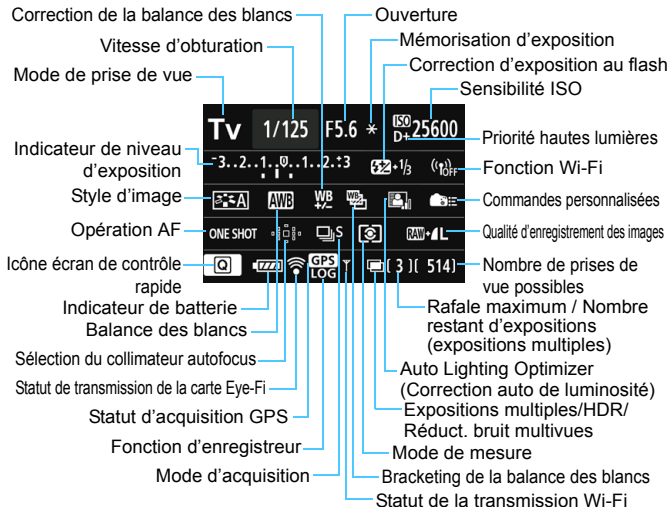 Correction de la balance des blancs
Ouverture
Vitesse d'obturation
Mémorisation d'exposition
Mode de prise de vue
Correction d'exposition au flash
Sensibilité ISO
Tv 1/125 F5.6 * ISO D+ 25600
Priorité hautes lumières
Indicateur de niveau
d'exposition
-3..2..1..0..1..2..+3 +1/3 OFF
Fonction Wi-Fi
Style d'image
A AWB WB +/-
Commandes personnalisées
Opération AF
ONE SHOT S RAW+L
Qualité d'enregistrement des images
Icône écran de contrôle
rapide
Q GPS LOG [ 3 ][ 514]
Nombre de prises de
vue possibles
Indicateur de batterie
Rafale maximum / Nombre
restant d'expositions
(expositions multiples)
Balance des blancs
Sélection du collimateur autofocus
Auto Lighting Optimizer
(Correction auto de luminosité)
Statut de transmission de la carte Eye-Fi
Expositions multiples/HDR/
Réduct. bruit multivues
Statut d'acquisition GPS
Fonction d'enregistreur
Mode de mesure
Mode d'acquisition
Bracketing de la balance des blancs
Statut de la transmission Wi-Fi